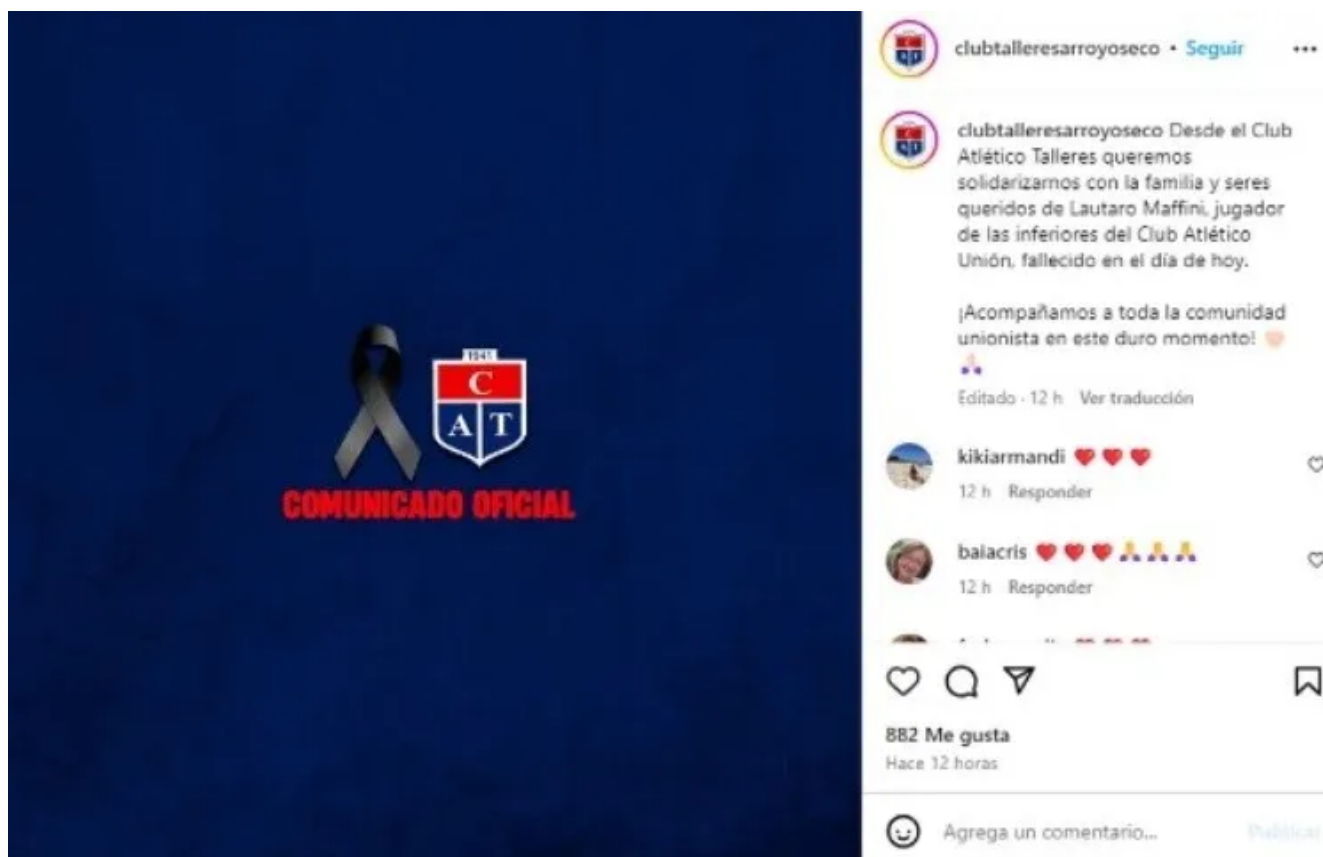 1941
C
A T
COMUNICADO OFICIAL
clubtalleresarroyoseco • Seguir
clubtalleresarroyoseco Desde el Club
Atlético Talleres queremos
solidarizarnos con la familia y seres
queridos de Lautaro Maffini, jugador
de las inferiores del Club Atlético
Unión, fallecido en el día de hoy.
¡Acompañamos a toda la comunidad
unionista en este duro momento!
Editado · 12 h Ver traducción
kikiarmandi
12 h Responder
baiacris
12 h Responder
882 Me gusta
Hace 12 horas
Agrega un comentario...
Publicar